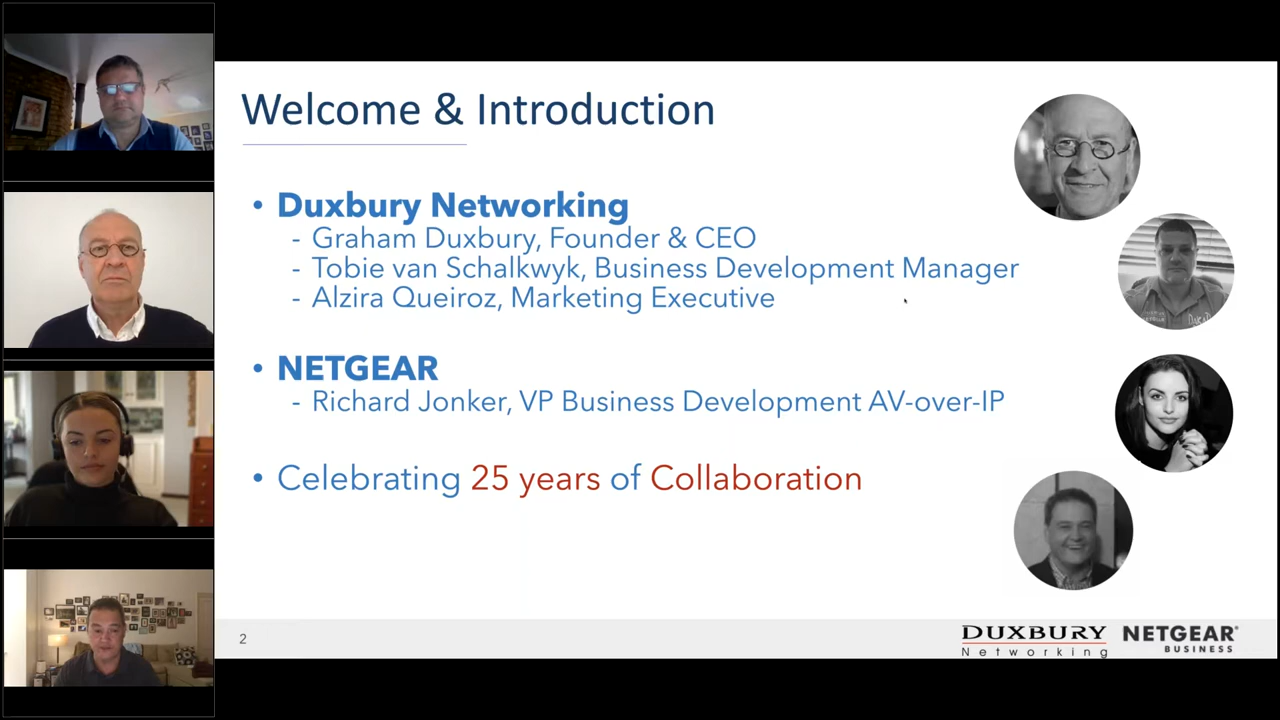 Welcome & Introduction
• Duxbury Networking
- Graham Duxbury, Founder & CEO
- Tobie van Schalkwyk, Business Development Manager
- Alzira Queiroz, Marketing Executive
• NETGEAR
- Richard Jonker, VP Business Development AV-over-IP
• Celebrating 25 years of Collaboration
2
DUXBURY
Networking
NETGEAR®
BUSINESS